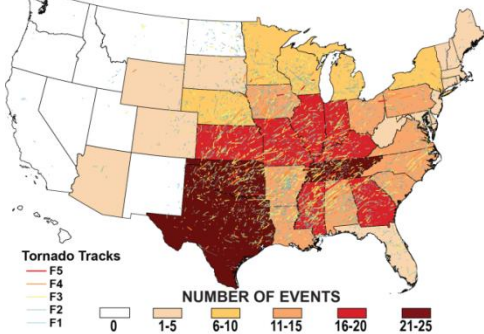 Tornado Tracks
F5
F4
F3
F2
F1
NUMBER OF EVENTS
0 1-5 6-10 11-15 16-20 21-25